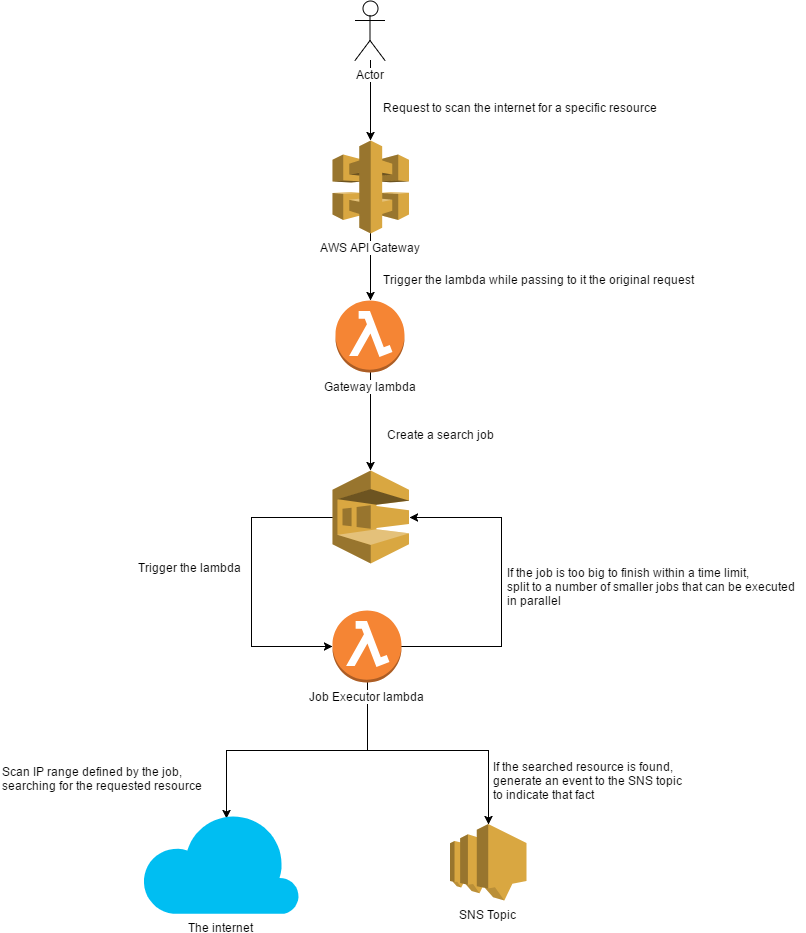 Actor
Request to scan the internet for a specific resource
AWS API Gateway
Trigger the lambda while passing to it the original request
Gateway lambda
Create a search job
Trigger the lambda
If the job is too big to finish within a time limit,
split to a number of smaller jobs that can be executed
in parallel
Job Executor lambda
Scan IP range defined by the job,
searching for the requested resource
If the searched resource is found,
generate an event to the SNS topic
to indicate that fact
The internet
SNS Topic